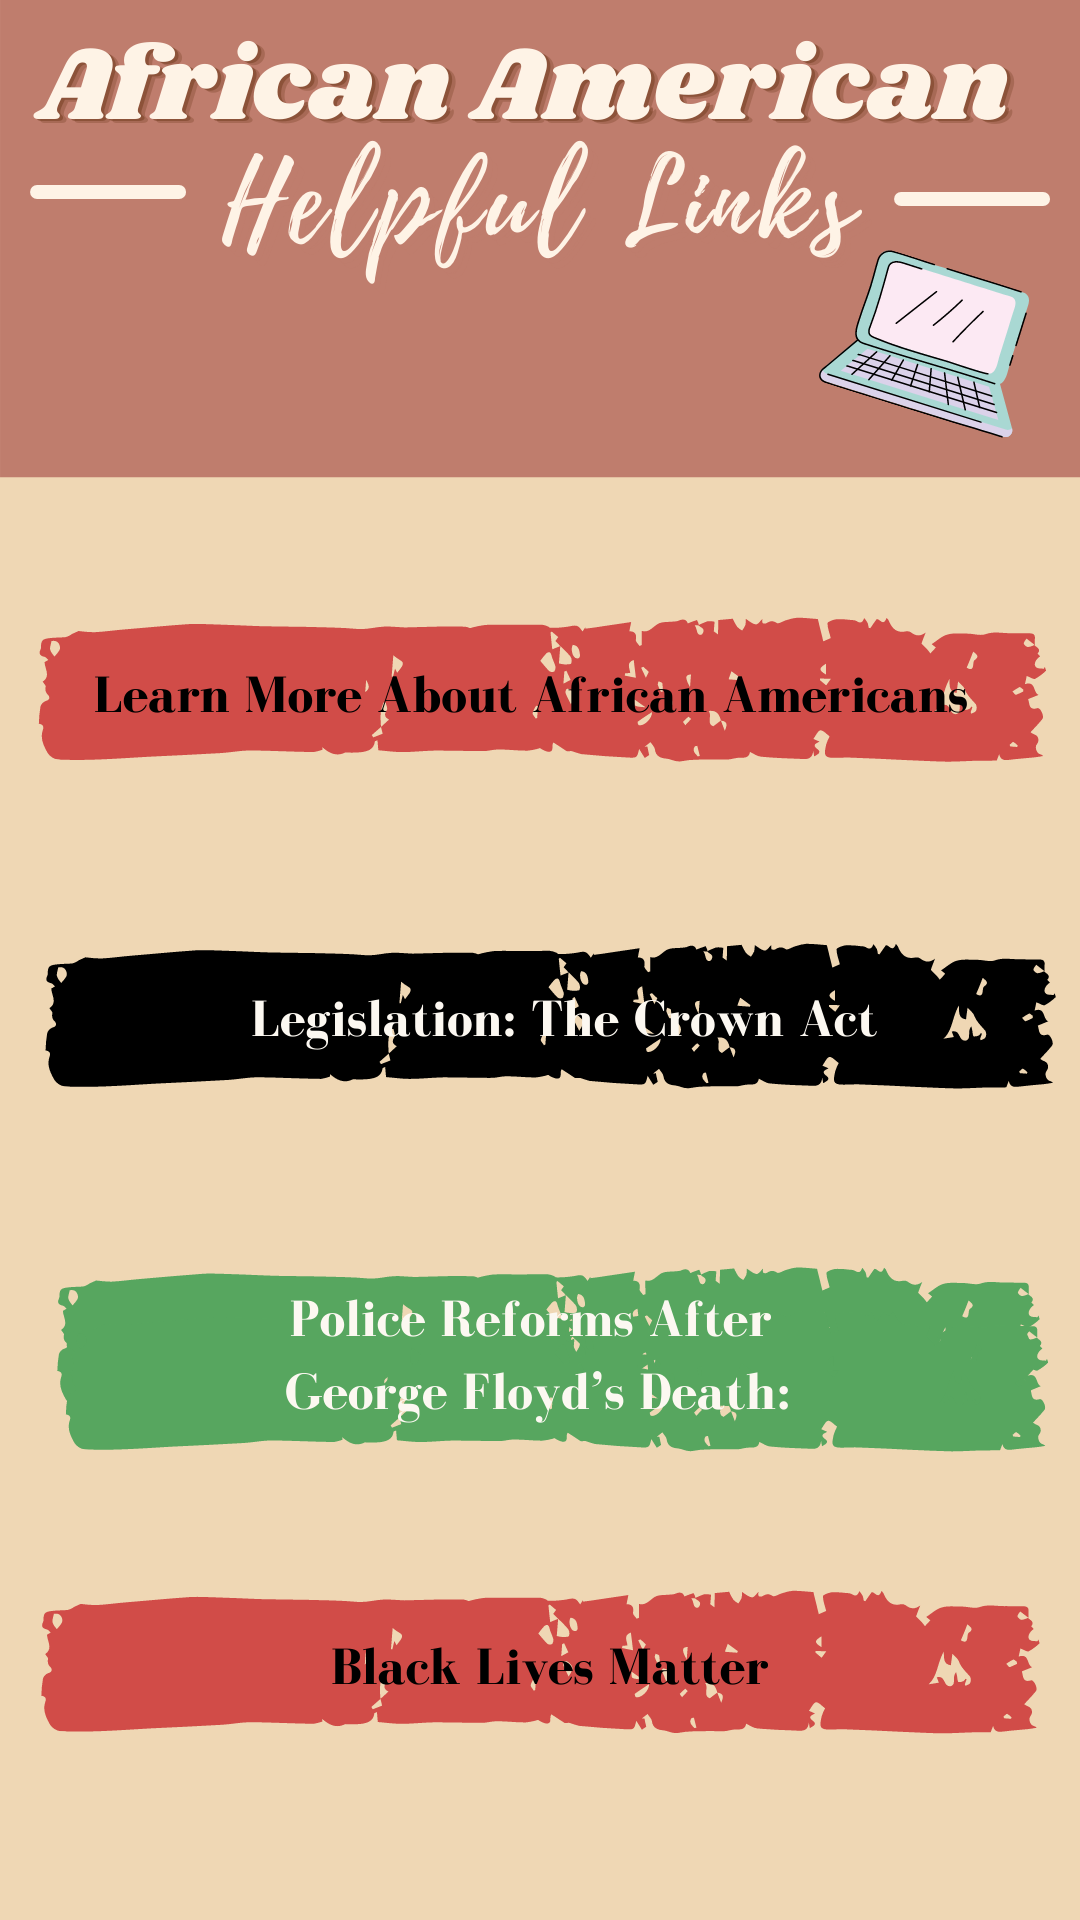 African American
Helpful Links
Learn More About African Americans
Legislation: The Crown Act
Police Reforms After
George Floyd’s Death:
Black Lives Matter